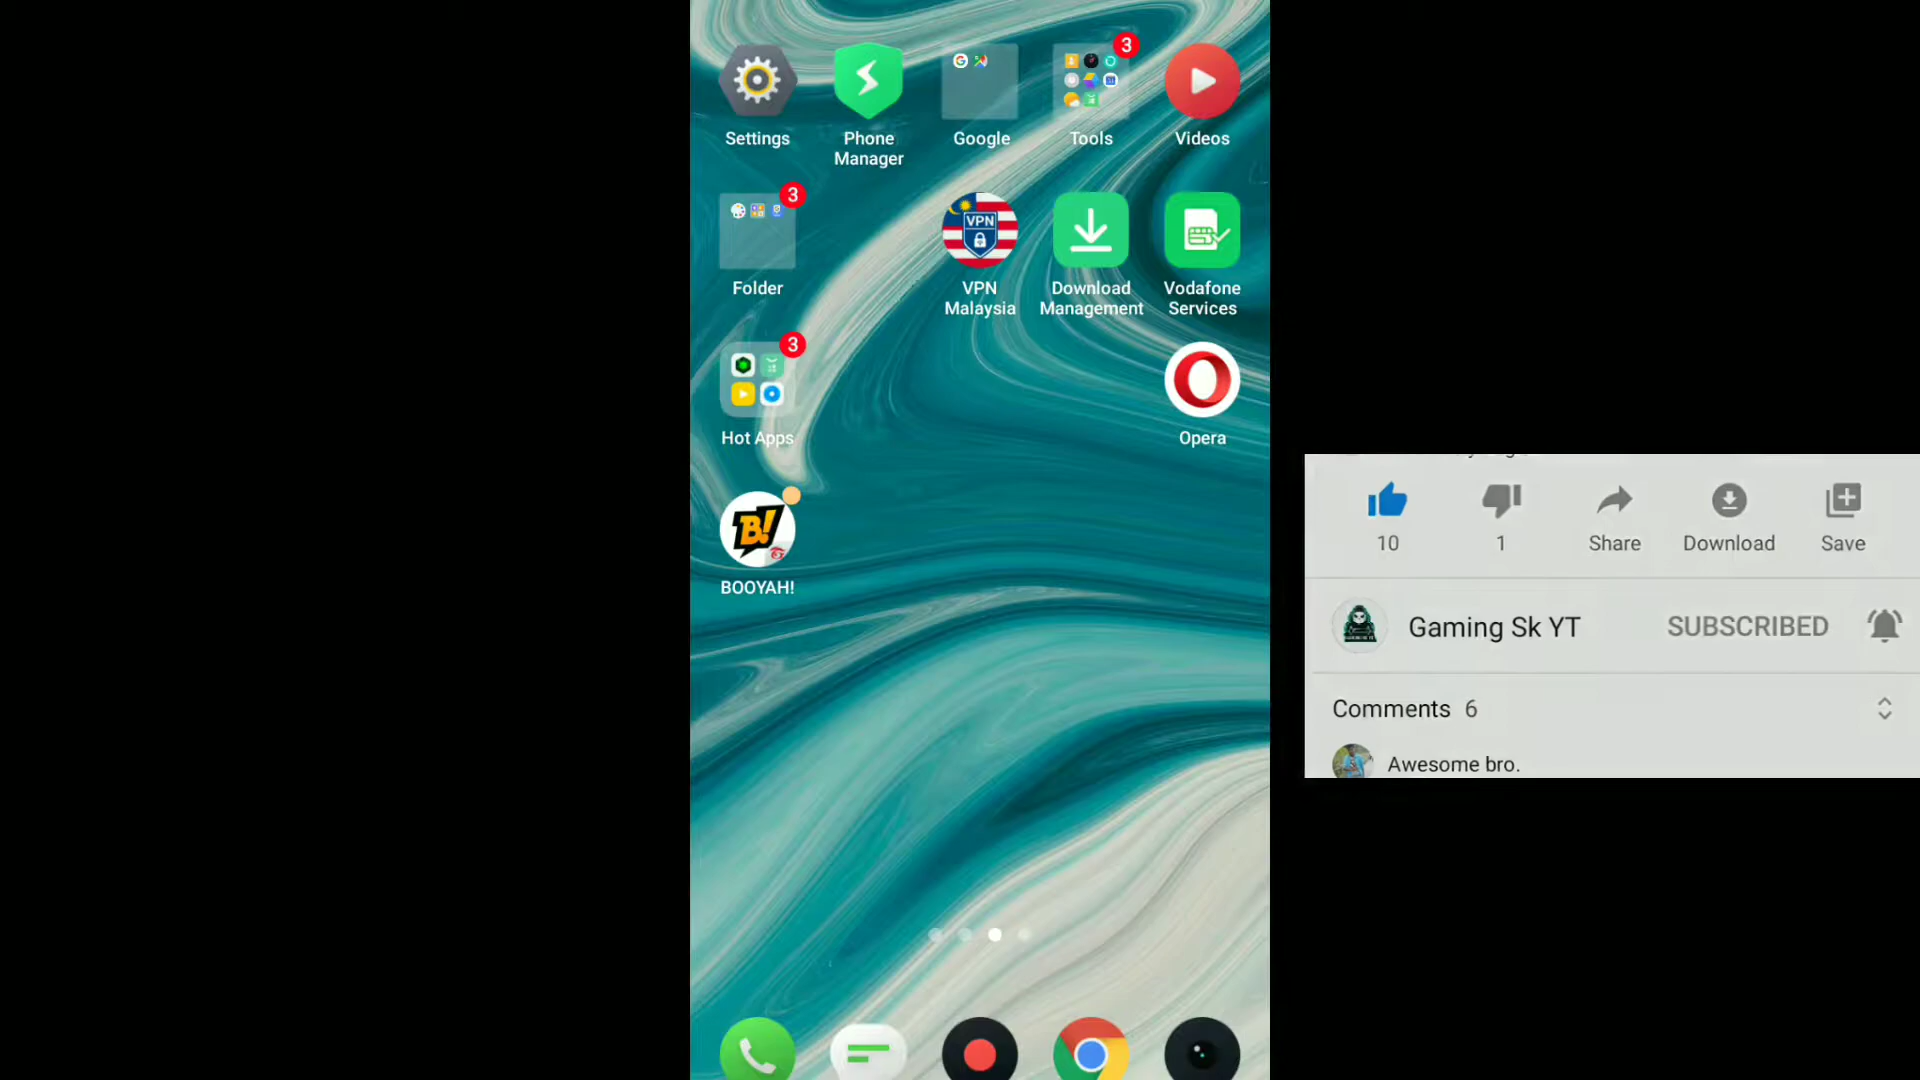 3
Settings
Phone
Manager
Google
Tools
Videos
3
VPN
Folder
VPN
Malaysia
Download
Management
Vodafone
Services
3
Hot Apps
Opera
B!
BOOYAH!
10
1
Share
Download
Save
Gaming Sk YT
SUBSCRIBED
Comments 6
Awesome bro.